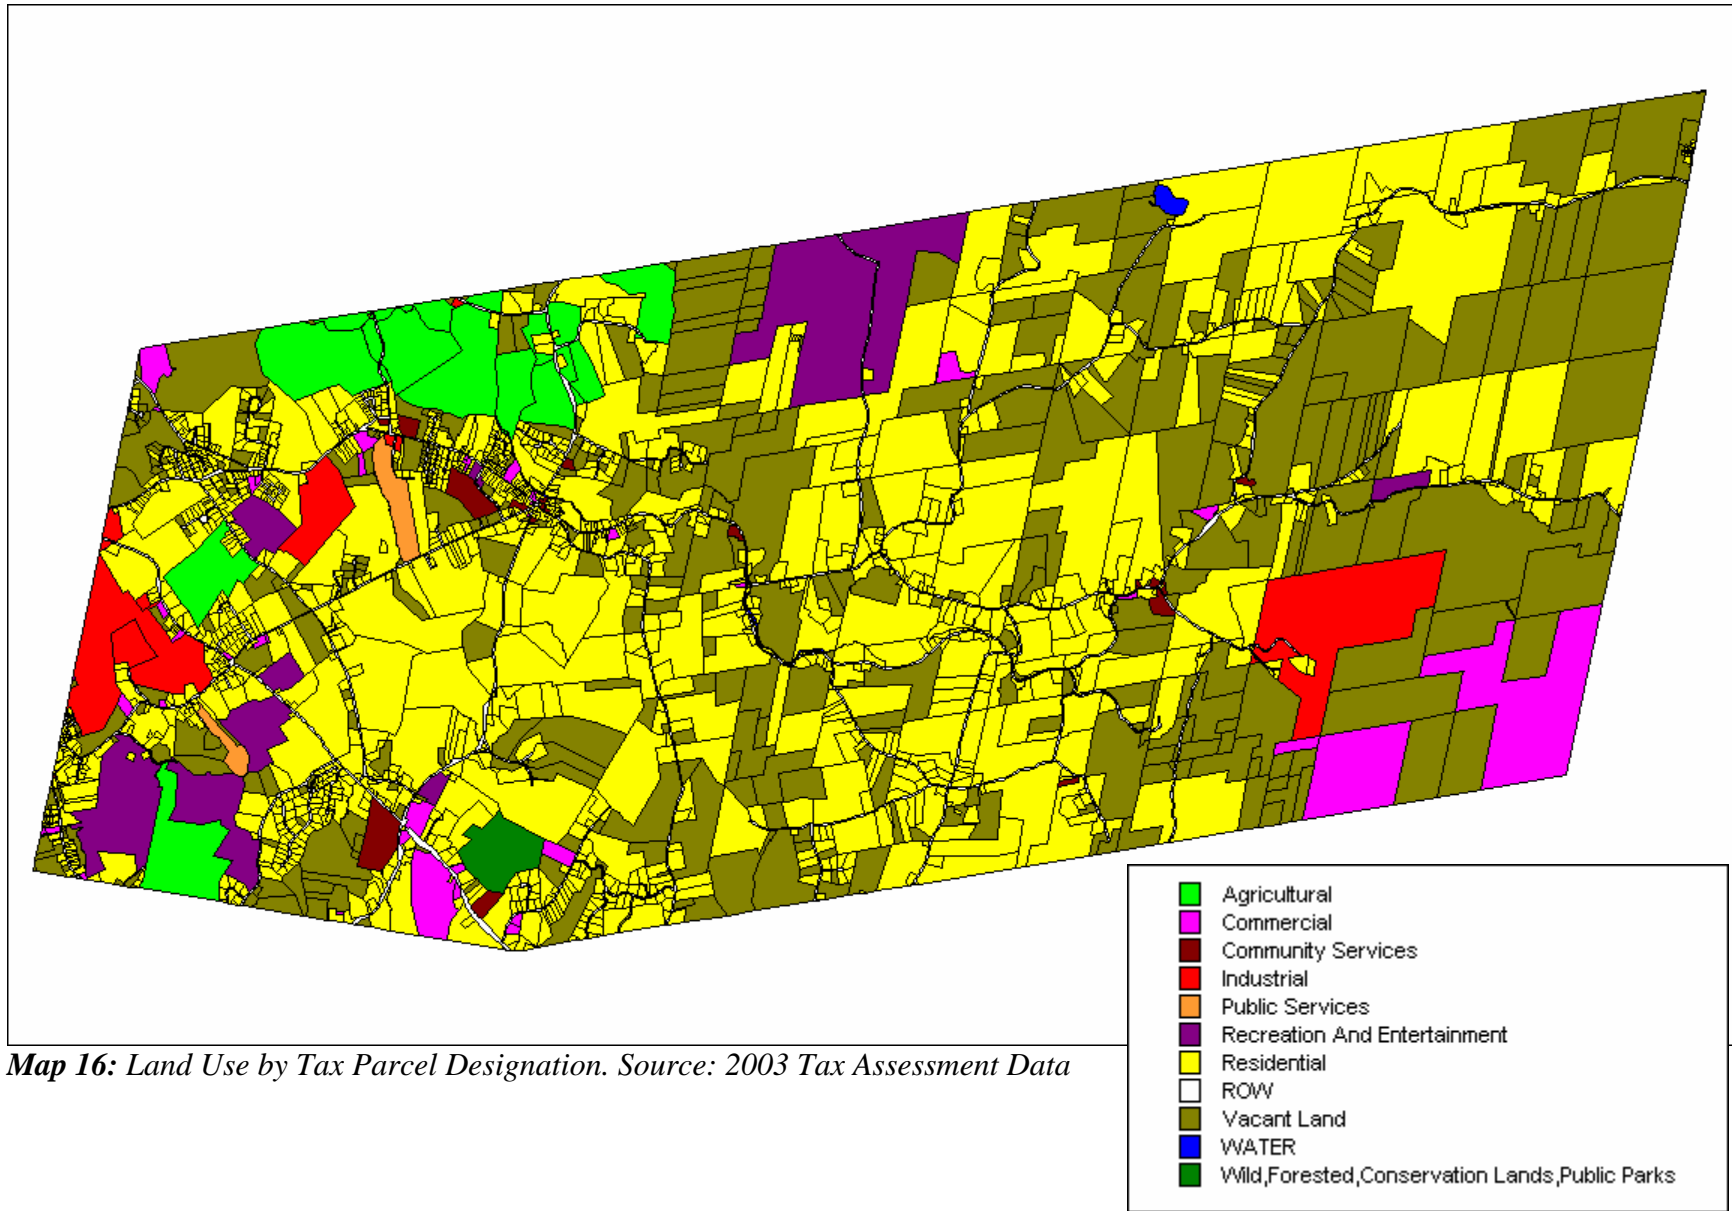 Agricultural
Commercial
Community Services
Industrial
Public Services
Recreation And Entertainment
Residential
ROW
Vacant Land
WATER
Wild,Forested,Conservation Lands,Public Parks
Map 16: Land Use by Tax Parcel Designation. Source: 2003 Tax Assessment Data